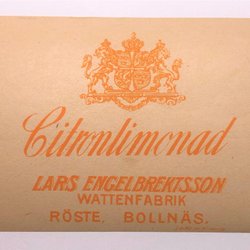 Citronlimonad
LARS ENGELBREKTSSON
WATTENFABRIK
RÖSTE, BOLLNÄS.